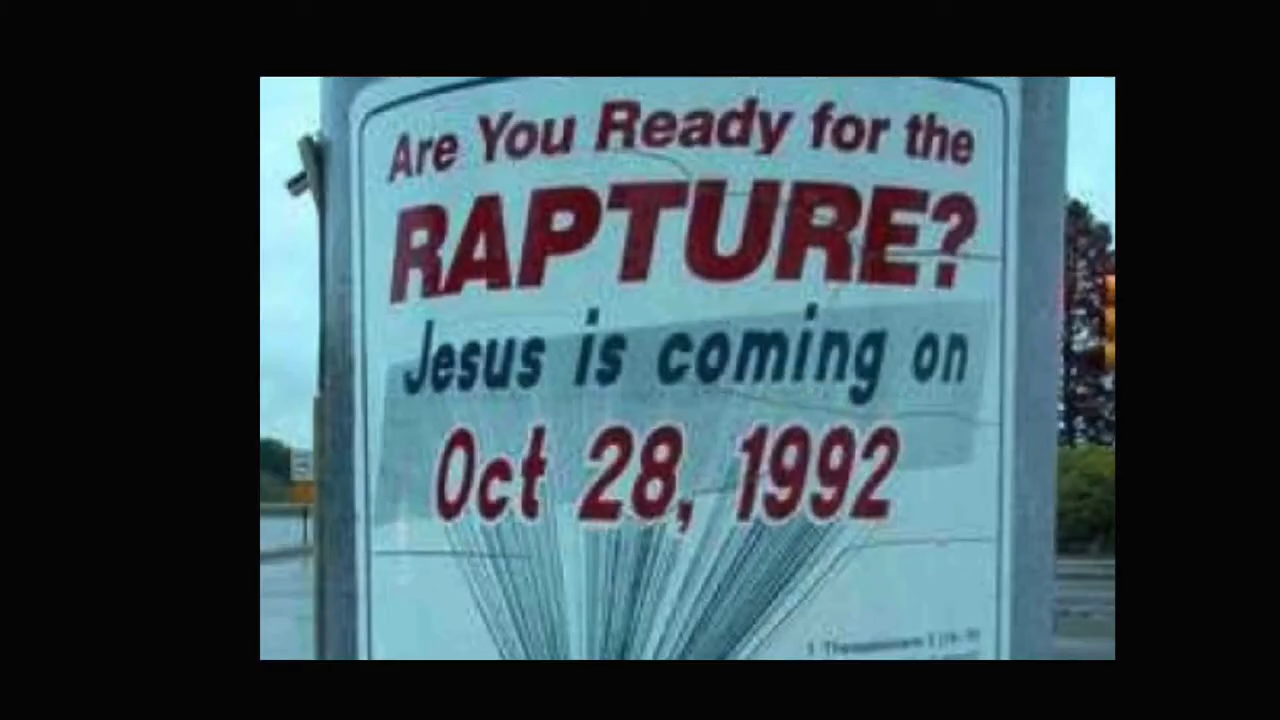 Are You Ready for the
RAPTURE?
Jesus is coming on
Oct 28, 1992